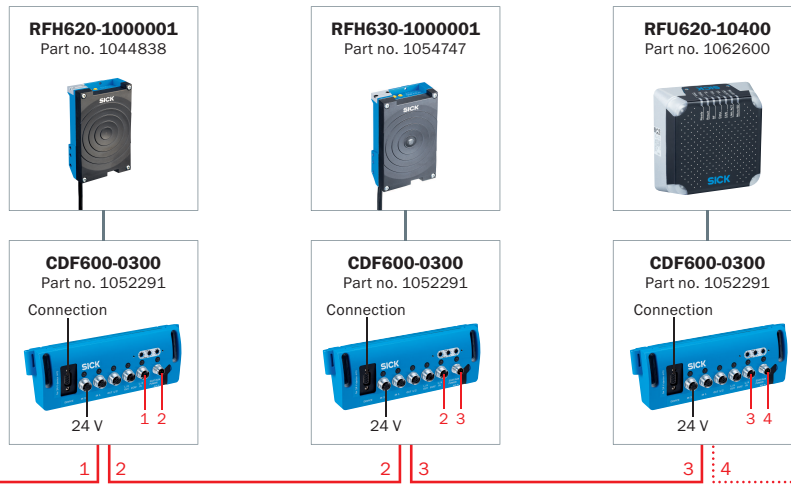 RFH620-1000001
Part no. 1044838
SICK
RFH630-1000001
Part no. 1054747
SICK
RFU620-10400
Part no. 1062600
SICK
CDF600-0300
Part no. 1052291
Connection
SICK
1 2
24 V
CDF600-0300
Part no. 1052291
Connection
SICK
2 3
24 V
CDF600-0300
Part no. 1052291
Connection
SICK
3 4
24 V
1 2
2 3
3 4